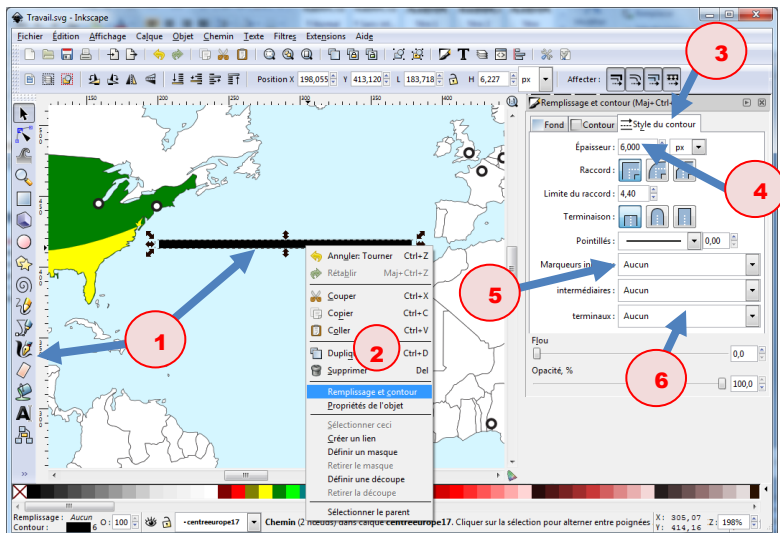 Travail.svg - Inkscape
Fichier Édition Affichage Calque Objet Chemin Texte Filtres Extensions Aide
Position X 198,055 Y 413,120 L 183,718 H 6,227 px Affecter :
3
Remplissage et contour (Maj+Ctrl+
Fond Contour Style du contour
Épaisseur : 6,000 px
4
Raccord :
Limite du raccord : 4,40
Terminaison :
Pointillés : 0,00
5
Marqueurs in Aucun
intermédiaires : Aucun
terminaux : Aucun
6
Flou
0,0
Opacité, %
100,0
1
2
Annuler: Tourner Ctrl+Z
Rétablir Maj+Ctrl+Z
Couper Ctrl+X
Copier Ctrl+C
Coller Ctrl+V
Dupliq Ctrl+D
Supprimer Del
Remplissage et contour
Propriétés de l'objet
Sélectionner ceci
Créer un lien
Définir un masque
Retirer le masque
Définir une découpe
Retirer la découpe
Sélectionner le parent
Remplissage : Aucun
Contour : 6
O: 100
centreeurope17
Chemin (2 nœuds) dans calque centreeurope17. Cliquer sur la sélection pour alterner entre poignées
X: 305,07
Y: 414,16
Z: 198%